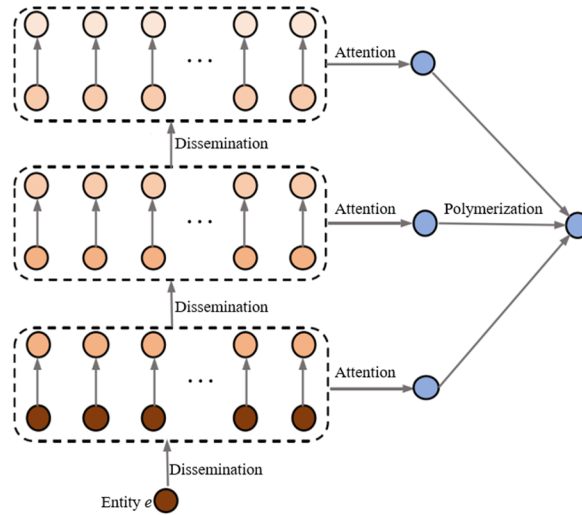 Attention
...
Dissemination
Attention
Polymerization
...
Dissemination
Attention
...
Dissemination
Entity e